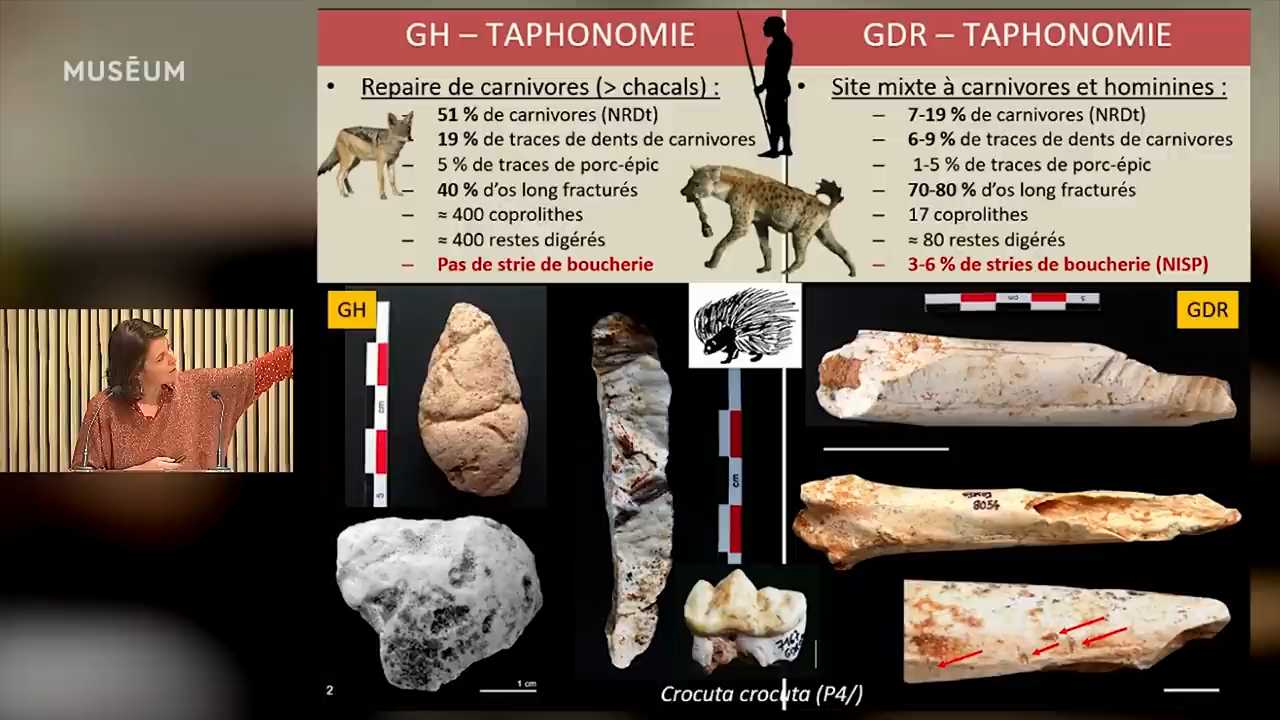 MUSĒUM
GH – TAPHONOMIE
• Repaire de carnivores (> chacals) :
51 % de carnivores (NRDt)
19 % de traces de dents de carnivores
– 5 % de traces de porc-épic
– 40 % d’os long fracturés
– ≈ 400 coprolithes
– ≈ 400 restes digérés
– Pas de strie de boucherie
GDR – TAPHONOMIE
• Site mixte à carnivores et hominines :
– 7-19 % de carnivores (NRDt)
– 6-9 % de traces de dents de carnivores
– 1-5 % de traces de porc-épic
– 70-80 % d’os long fracturés
– 17 coprolithes
– ≈ 80 restes digérés
– 3-6 % de stries de boucherie (NISP)
GH
cm
5
cm
cm
5
GDR
8054
2
1 cm
Crocuta crocuta (P4/)